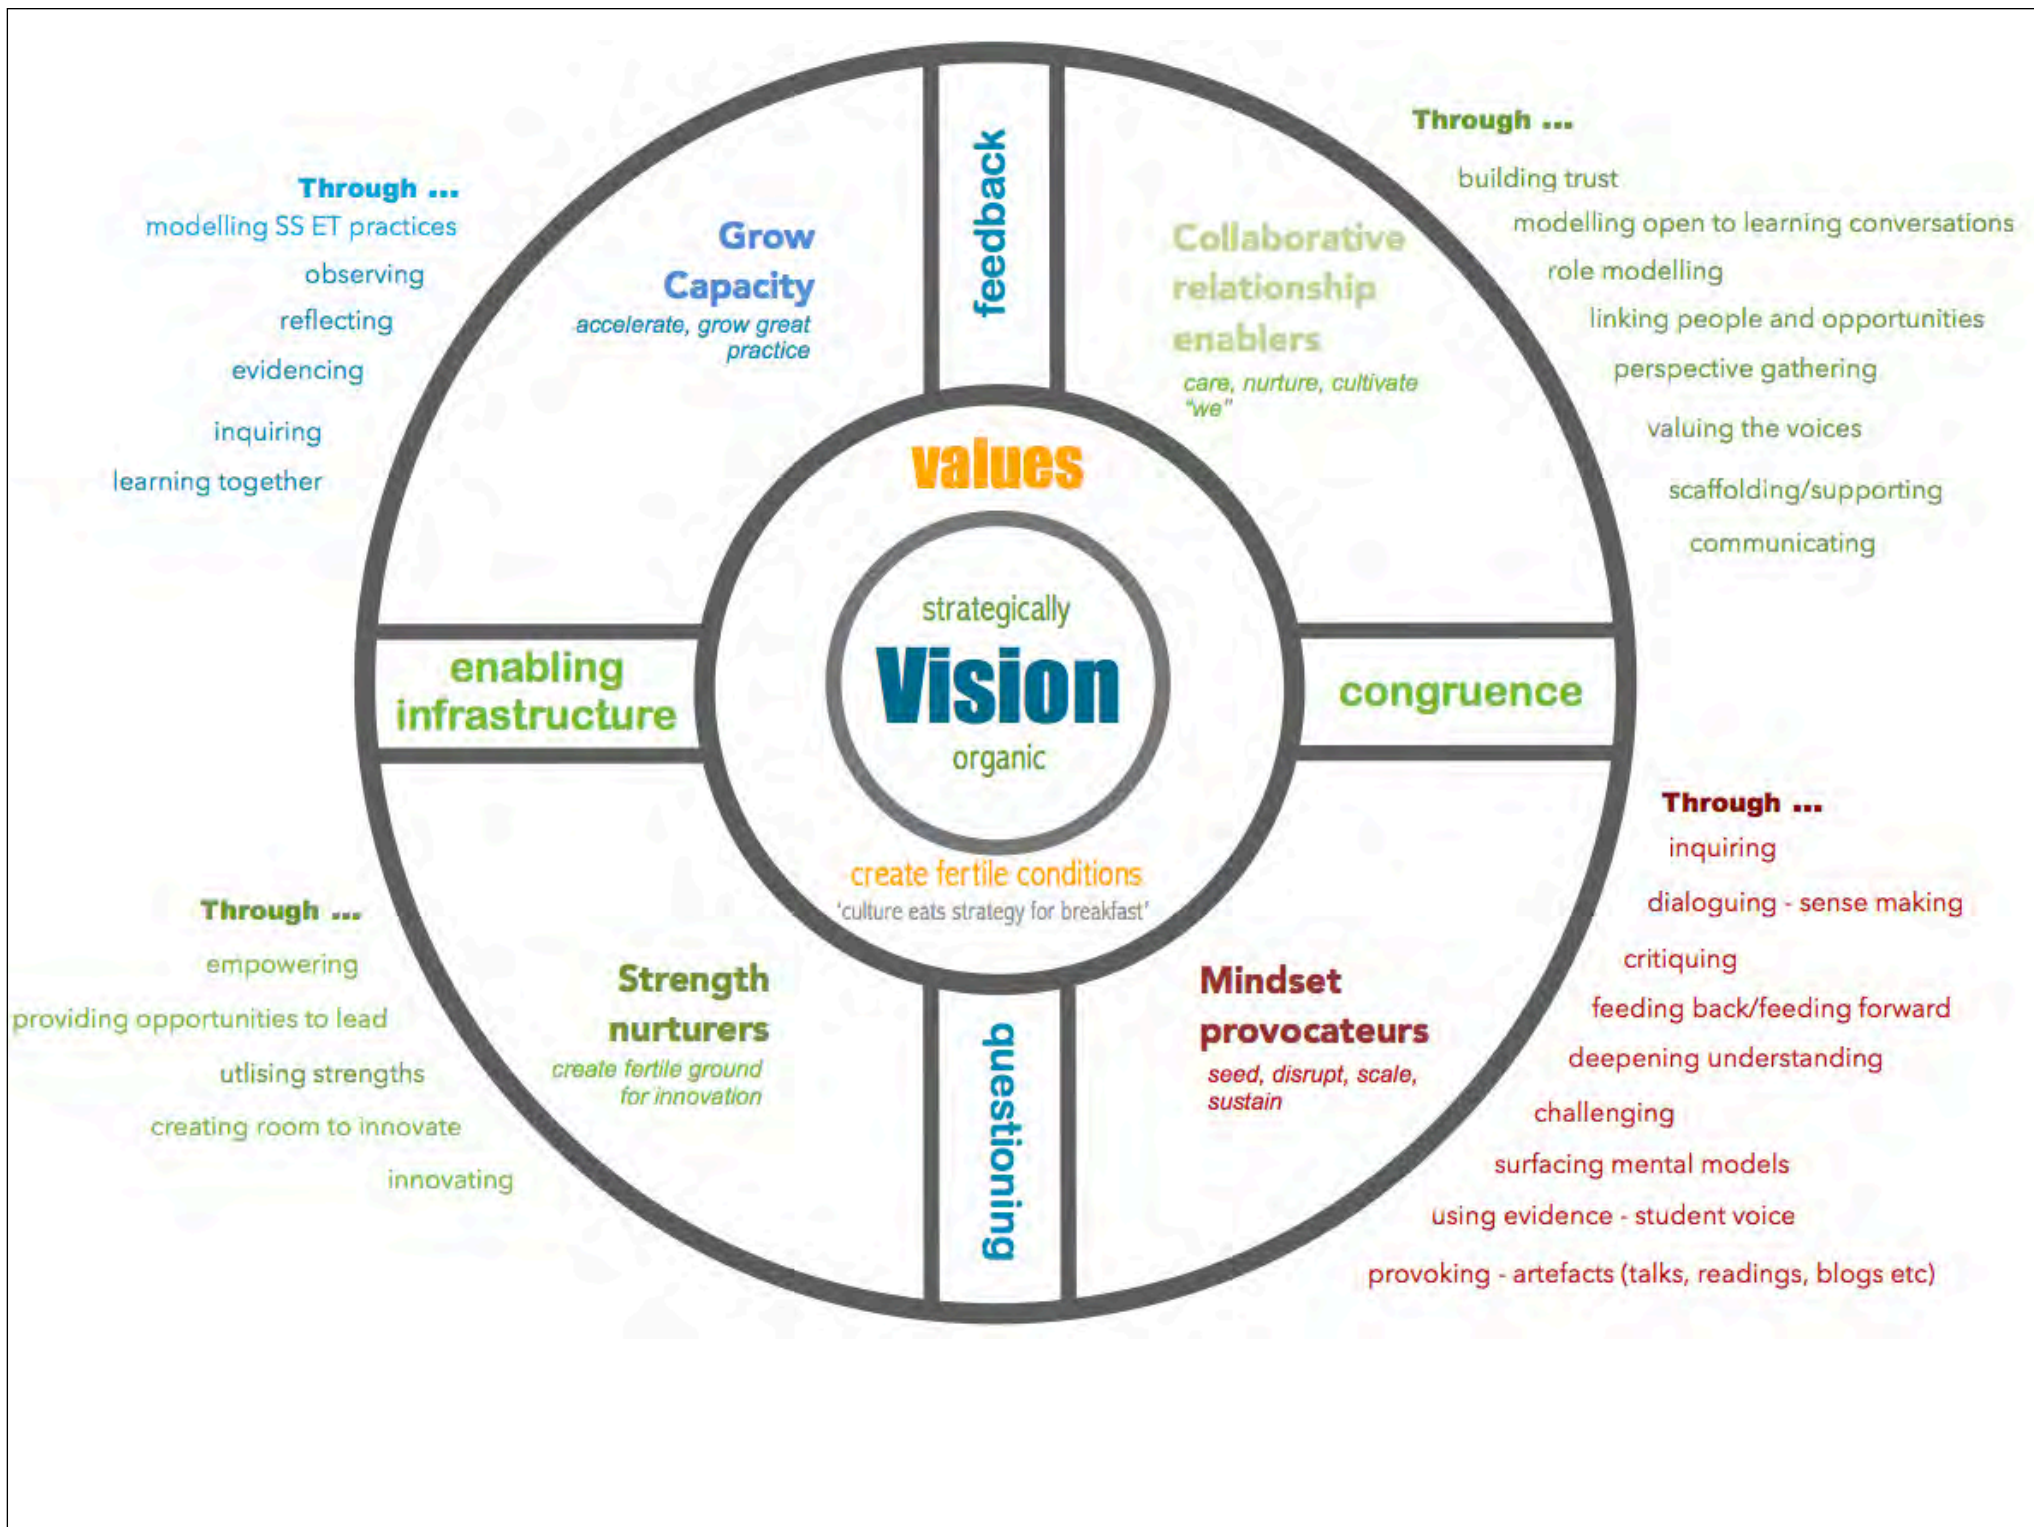 Through ...
modelling SS ET practices
observing
reflecting
evidencing
inquiring
learning together
Grow
Capacity
accelerate, grow great
practice
feedback
Collaborative
relationship
enablers
care, nurture, cultivate
"we"
Through ...
building trust
modelling open to learning conversations
role modelling
linking people and opportunities
perspective gathering
valuing the voices
scaffolding/supporting
communicating
values
strategically
Vision
organic
create fertile conditions
'culture eats strategy for breakfast'
enabling
infrastructure
congruence
Through ...
empowering
providing opportunities to lead
utlising strengths
creating room to innovate
innovating
Strength
nurturers
create fertile ground
for innovation
questioning
Mindset
provocateurs
seed, disrupt, scale,
sustain
Through ...
inquiring
dialoguing - sense making
critiquing
feeding back/feeding forward
deepening understanding
challenging
surfacing mental models
using evidence - student voice
provoking - artefacts (talks, readings, blogs etc)